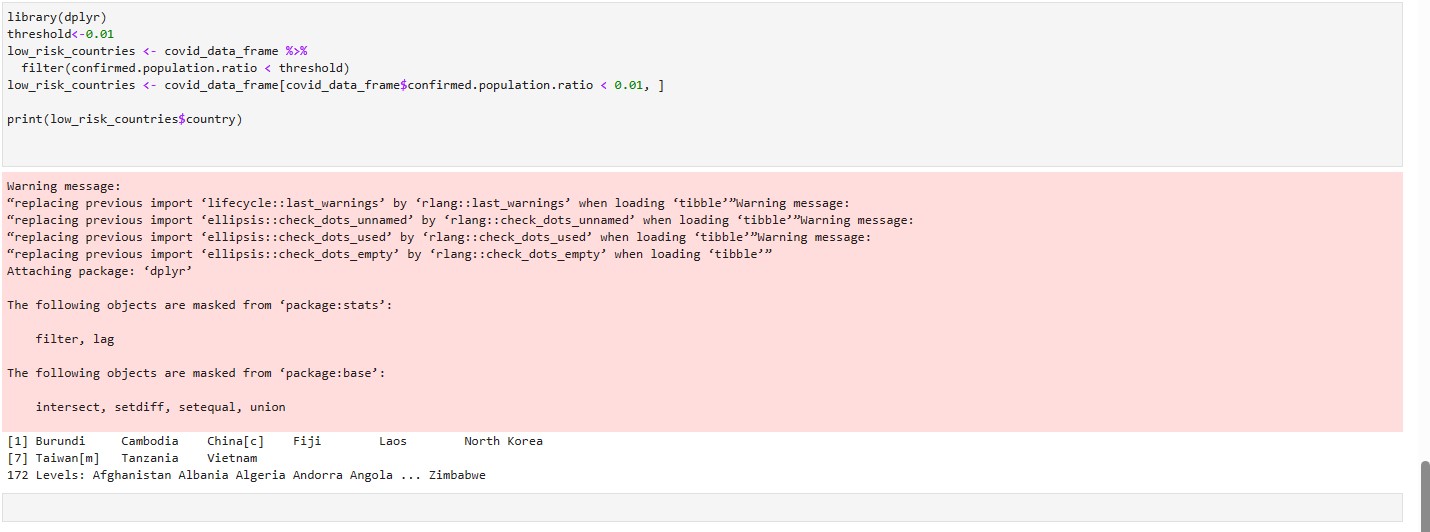 library(dplyr)
threshold<-0.01
low_risk_countries <- covid_data_frame %>%
  filter(confirmed.population.ratio < threshold)
low_risk_countries <- covid_data_frame[covid_data_frame$confirmed.population.ratio < 0.01, ]
print(low_risk_countries$country)
Warning message:
“replacing previous import ‘lifecycle::last_warnings’ by ‘rlang::last_warnings’ when loading ‘tibble’”Warning message:
“replacing previous import ‘ellipsis::check_dots_unnamed’ by ‘rlang::check_dots_unnamed’ when loading ‘tibble’”Warning message:
“replacing previous import ‘ellipsis::check_dots_used’ by ‘rlang::check_dots_used’ when loading ‘tibble’”Warning message:
“replacing previous import ‘ellipsis::check_dots_empty’ by ‘rlang::check_dots_empty’ when loading ‘tibble’”
Attaching package: ‘dplyr’
The following objects are masked from ‘package:stats’:
    filter, lag
The following objects are masked from ‘package:base’:
    intersect, setdiff, setequal, union
[1] Burundi     Cambodia    China[c]    Fiji        Laos        North Korea
[7] Taiwan[m]   Tanzania    Vietnam
172 Levels: Afghanistan Albania Algeria Andorra Angola ... Zimbabwe